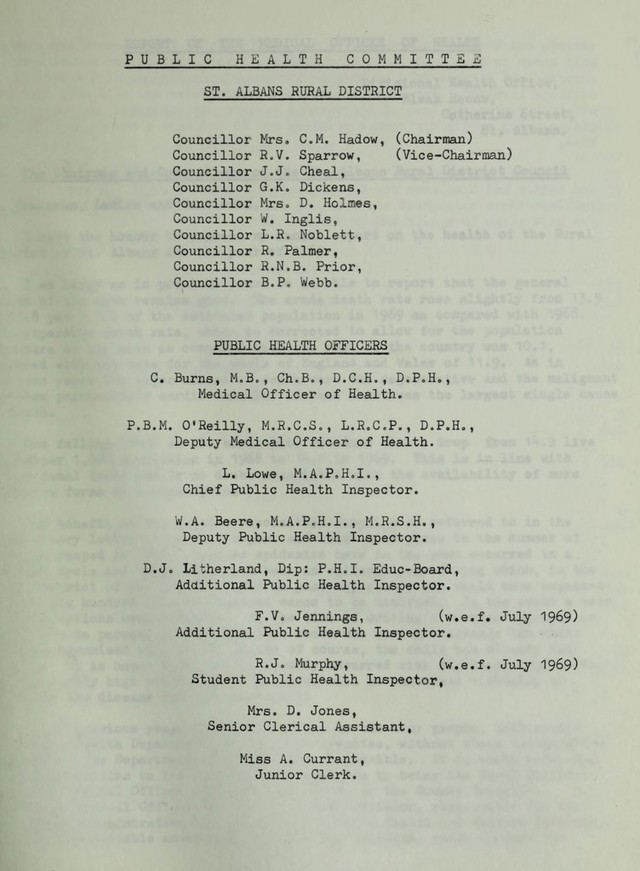 PUBLIC HEALTH COMMITTEE
ST. ALBANS RURAL DISTRICT
Councillor Mrs. C.M. Hadow, (Chairman)
Councillor R.V. Sparrow, (Vice-Chairman)
Councillor J.J. Cheal,
Councillor G.K. Dickens,
Councillor Mrs. D. Holmes,
Councillor W. Inglis,
Councillor L.R. Noblett,
Councillor R. Palmer,
Councillor R.N.B. Prior,
Councillor B.P. Webb.
PUBLIC HEALTH OFFICERS
C. Burns, M.B., Ch.B., D.C.H., D.P.H.,
Medical Officer of Health.
P.B.M. O'Reilly, M.R.C.S., L.R.C.P., D.P.H.,
Deputy Medical Officer of Health.
L. Lowe, M.A.P.H.I.,
Chief Public Health Inspector.
W.A. Beere, M.A.P.H.I., M.R.S.H.,
Deputy Public Health Inspector.
D.J. Litherland, Dip: P.H.I. Educ-Board,
Additional Public Health Inspector.
F.V. Jennings, (w.e.f. July 1969)
Additional Public Health Inspector.
R.J. Murphy, (w.e.f. July 1969)
Student Public Health Inspector,
Mrs. D. Jones,
Senior Clerical Assistant,
Miss A. Currant,
Junior Clerk.